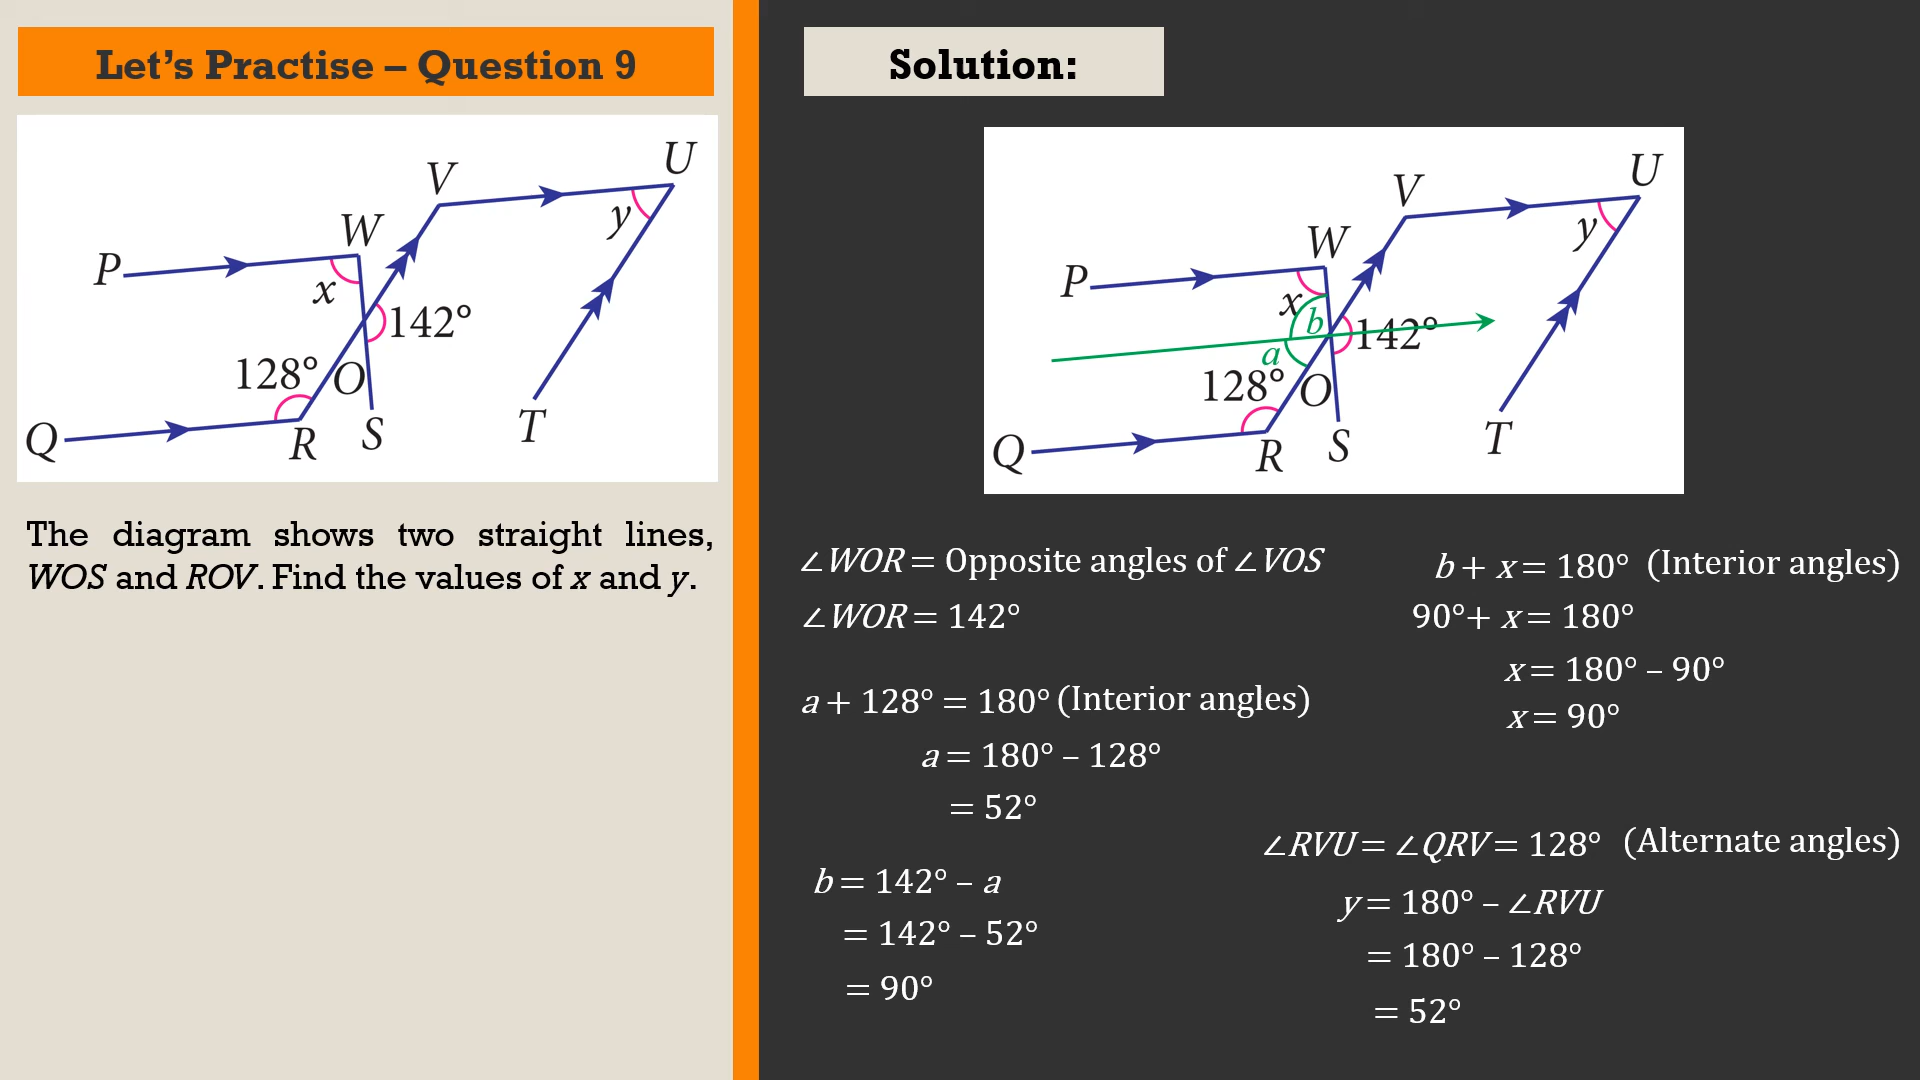 Let's Practise – Question 9
V
U
W
y
P
x
142°
128°
O
T
Q
R
S
The diagram shows two straight lines,
WOS and ROV. Find the values of x and y.
Solution:
V
U
W
y
P
x
b
142°
a
128°
O
T
Q
R
S
∠WOR = Opposite angles of ∠VOS
∠WOR = 142°
a + 128° = 180° (Interior angles)
a = 180° – 128°
= 52°
b = 142° – a
= 142° – 52°
= 90°
b + x = 180° (Interior angles)
90°+ x = 180°
x = 180° – 90°
x = 90°
∠RVU = ∠QRV = 128° (Alternate angles)
y = 180° – ∠RVU
= 180° – 128°
= 52°